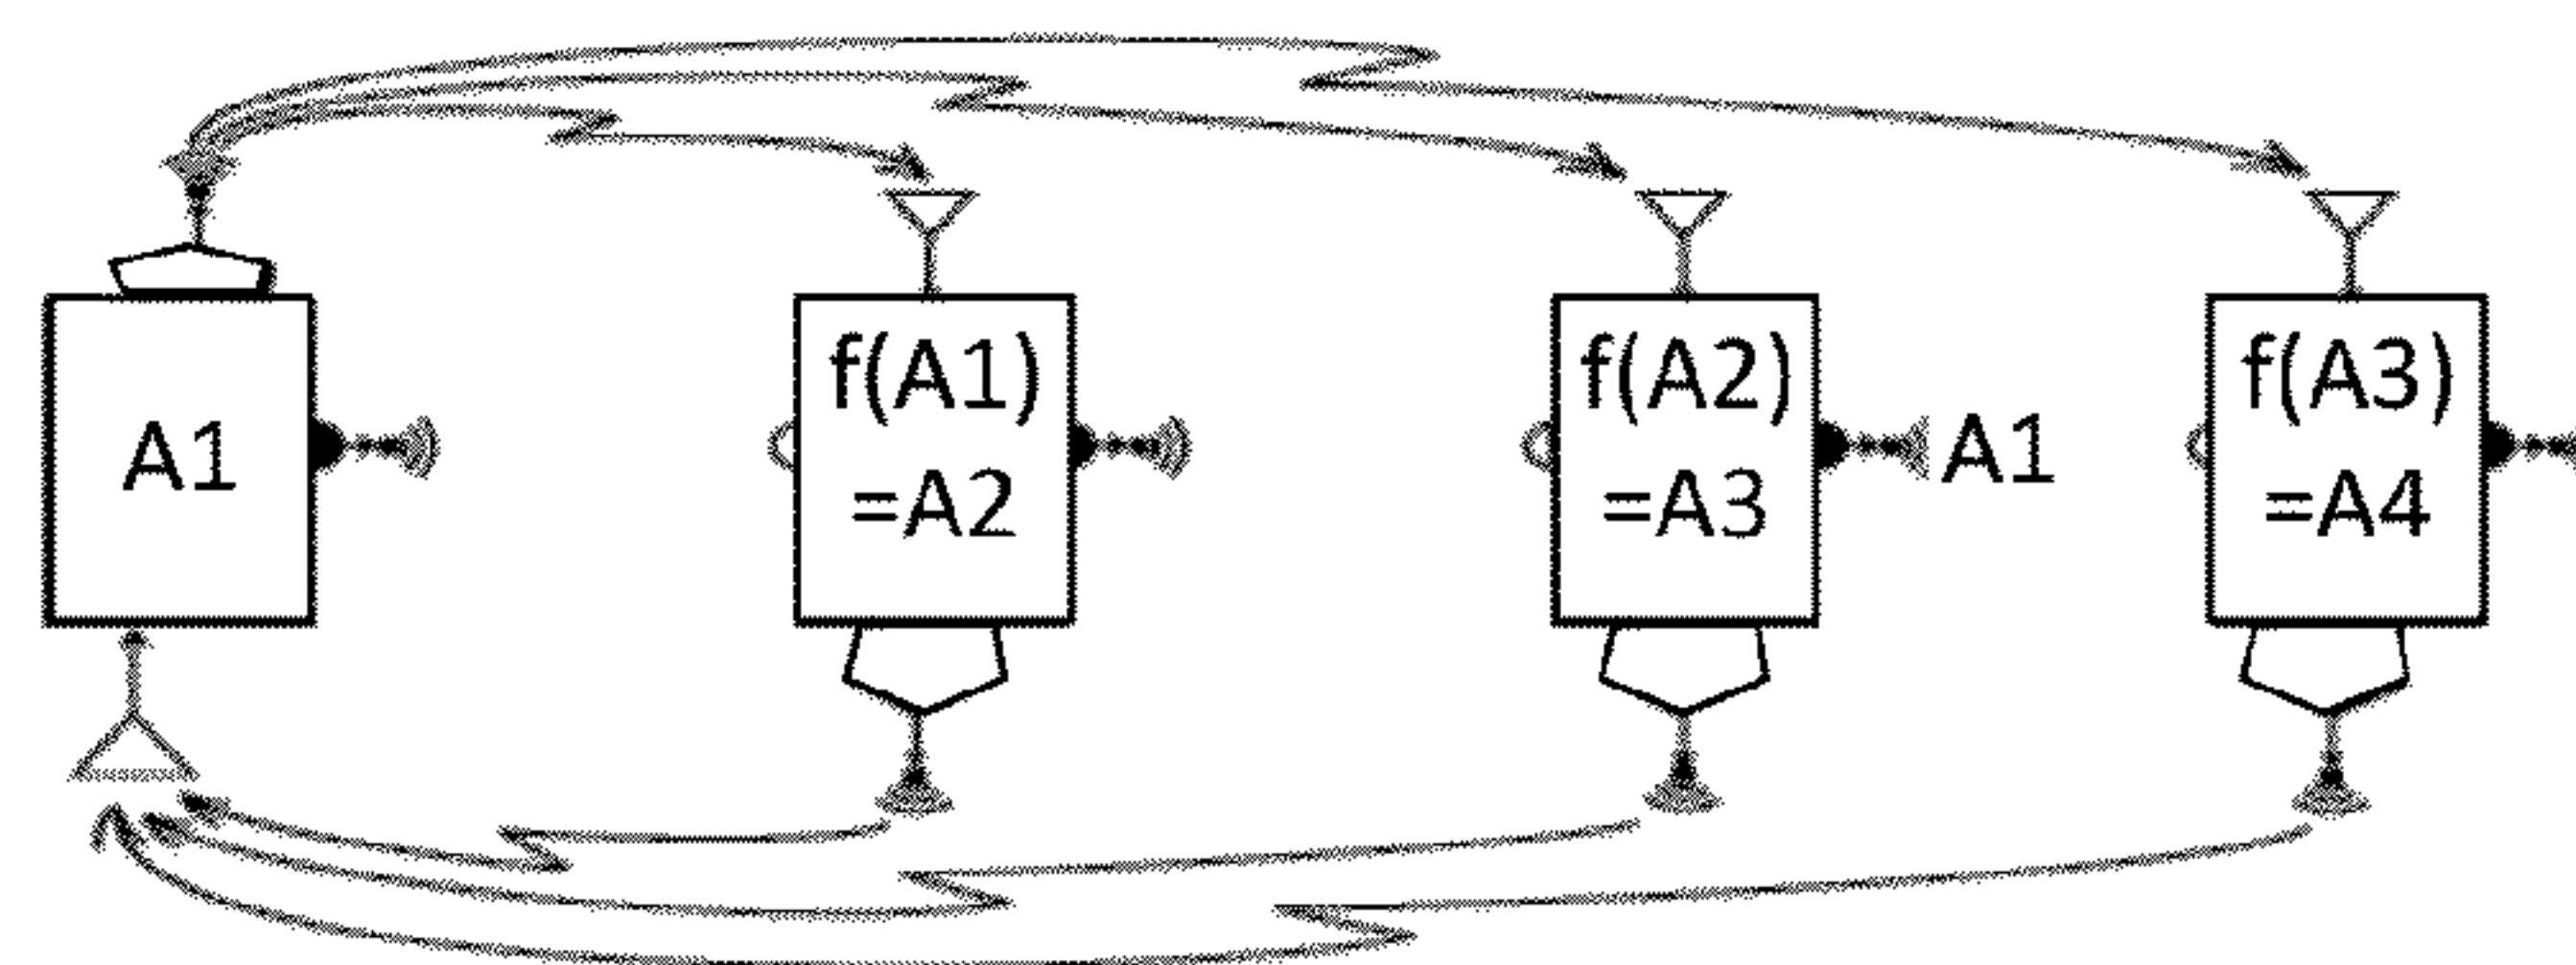 A1
f(A1)
=A2
f(A2)
=A3
A1
f(A3)
=A4